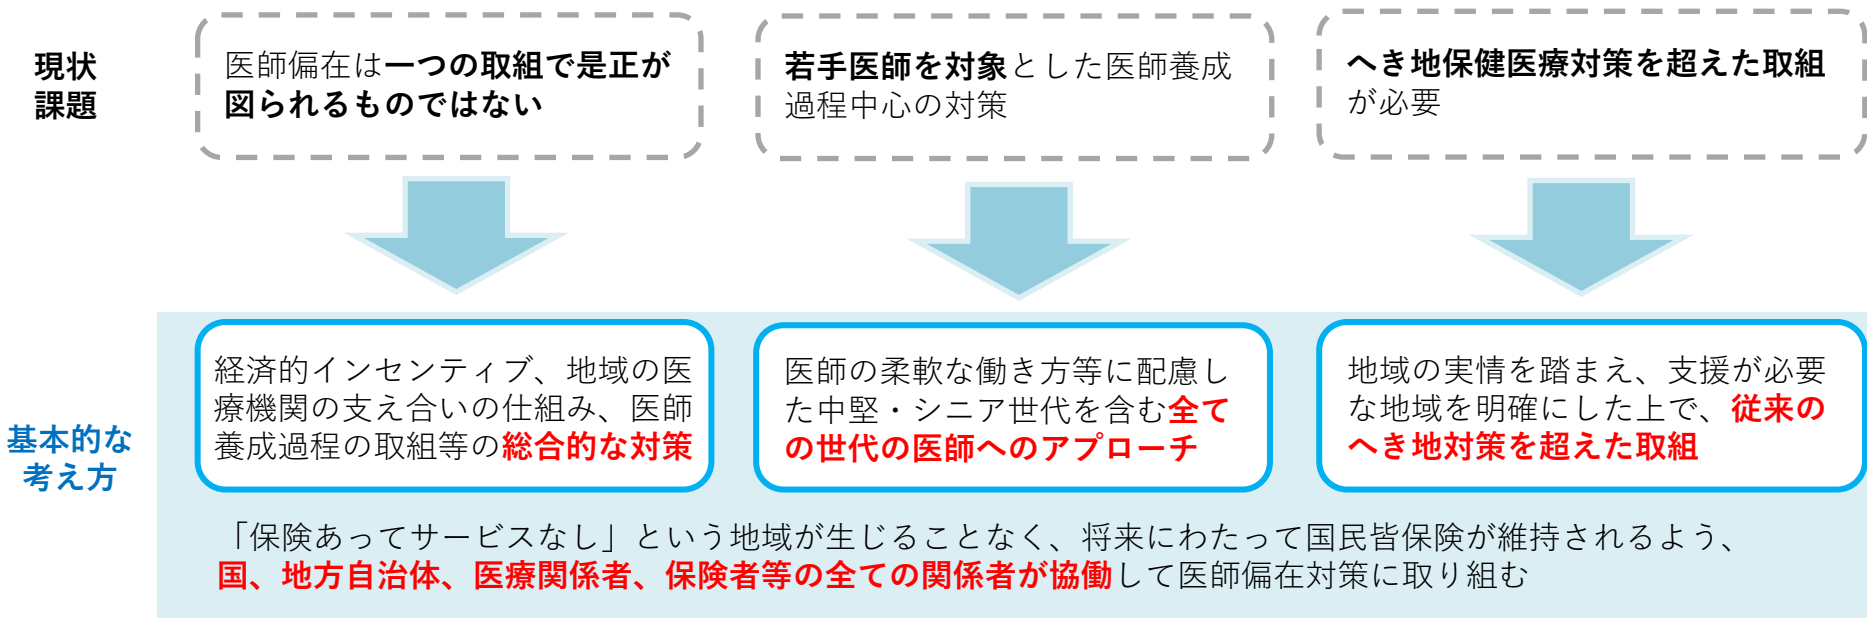 現状
課題
医師偏在は一つの取組で是正が
図られるものではない
若手医師を対象とした医師養成
過程中心の対策
へき地保健医療対策を超えた取組
が必要
基本的な
考え方
経済的インセンティブ、地域の医
療機関の支え合いの仕組み、医師
養成過程の取組等の総合的な対策
医師の柔軟な働き方等に配慮し
た中堅・シニア世代を含む全て
の世代の医師へのアプローチ
地域の実情を踏まえ、支援が必要
な地域を明確にした上で、従来の
へき地対策を超えた取組
「保険あってサービスなし」という地域が生じることなく、将来にわたって国民皆保険が維持されるよう、
国、地方自治体、医療関係者、保険者等の全ての関係者が協働して医師偏在対策に取り組む